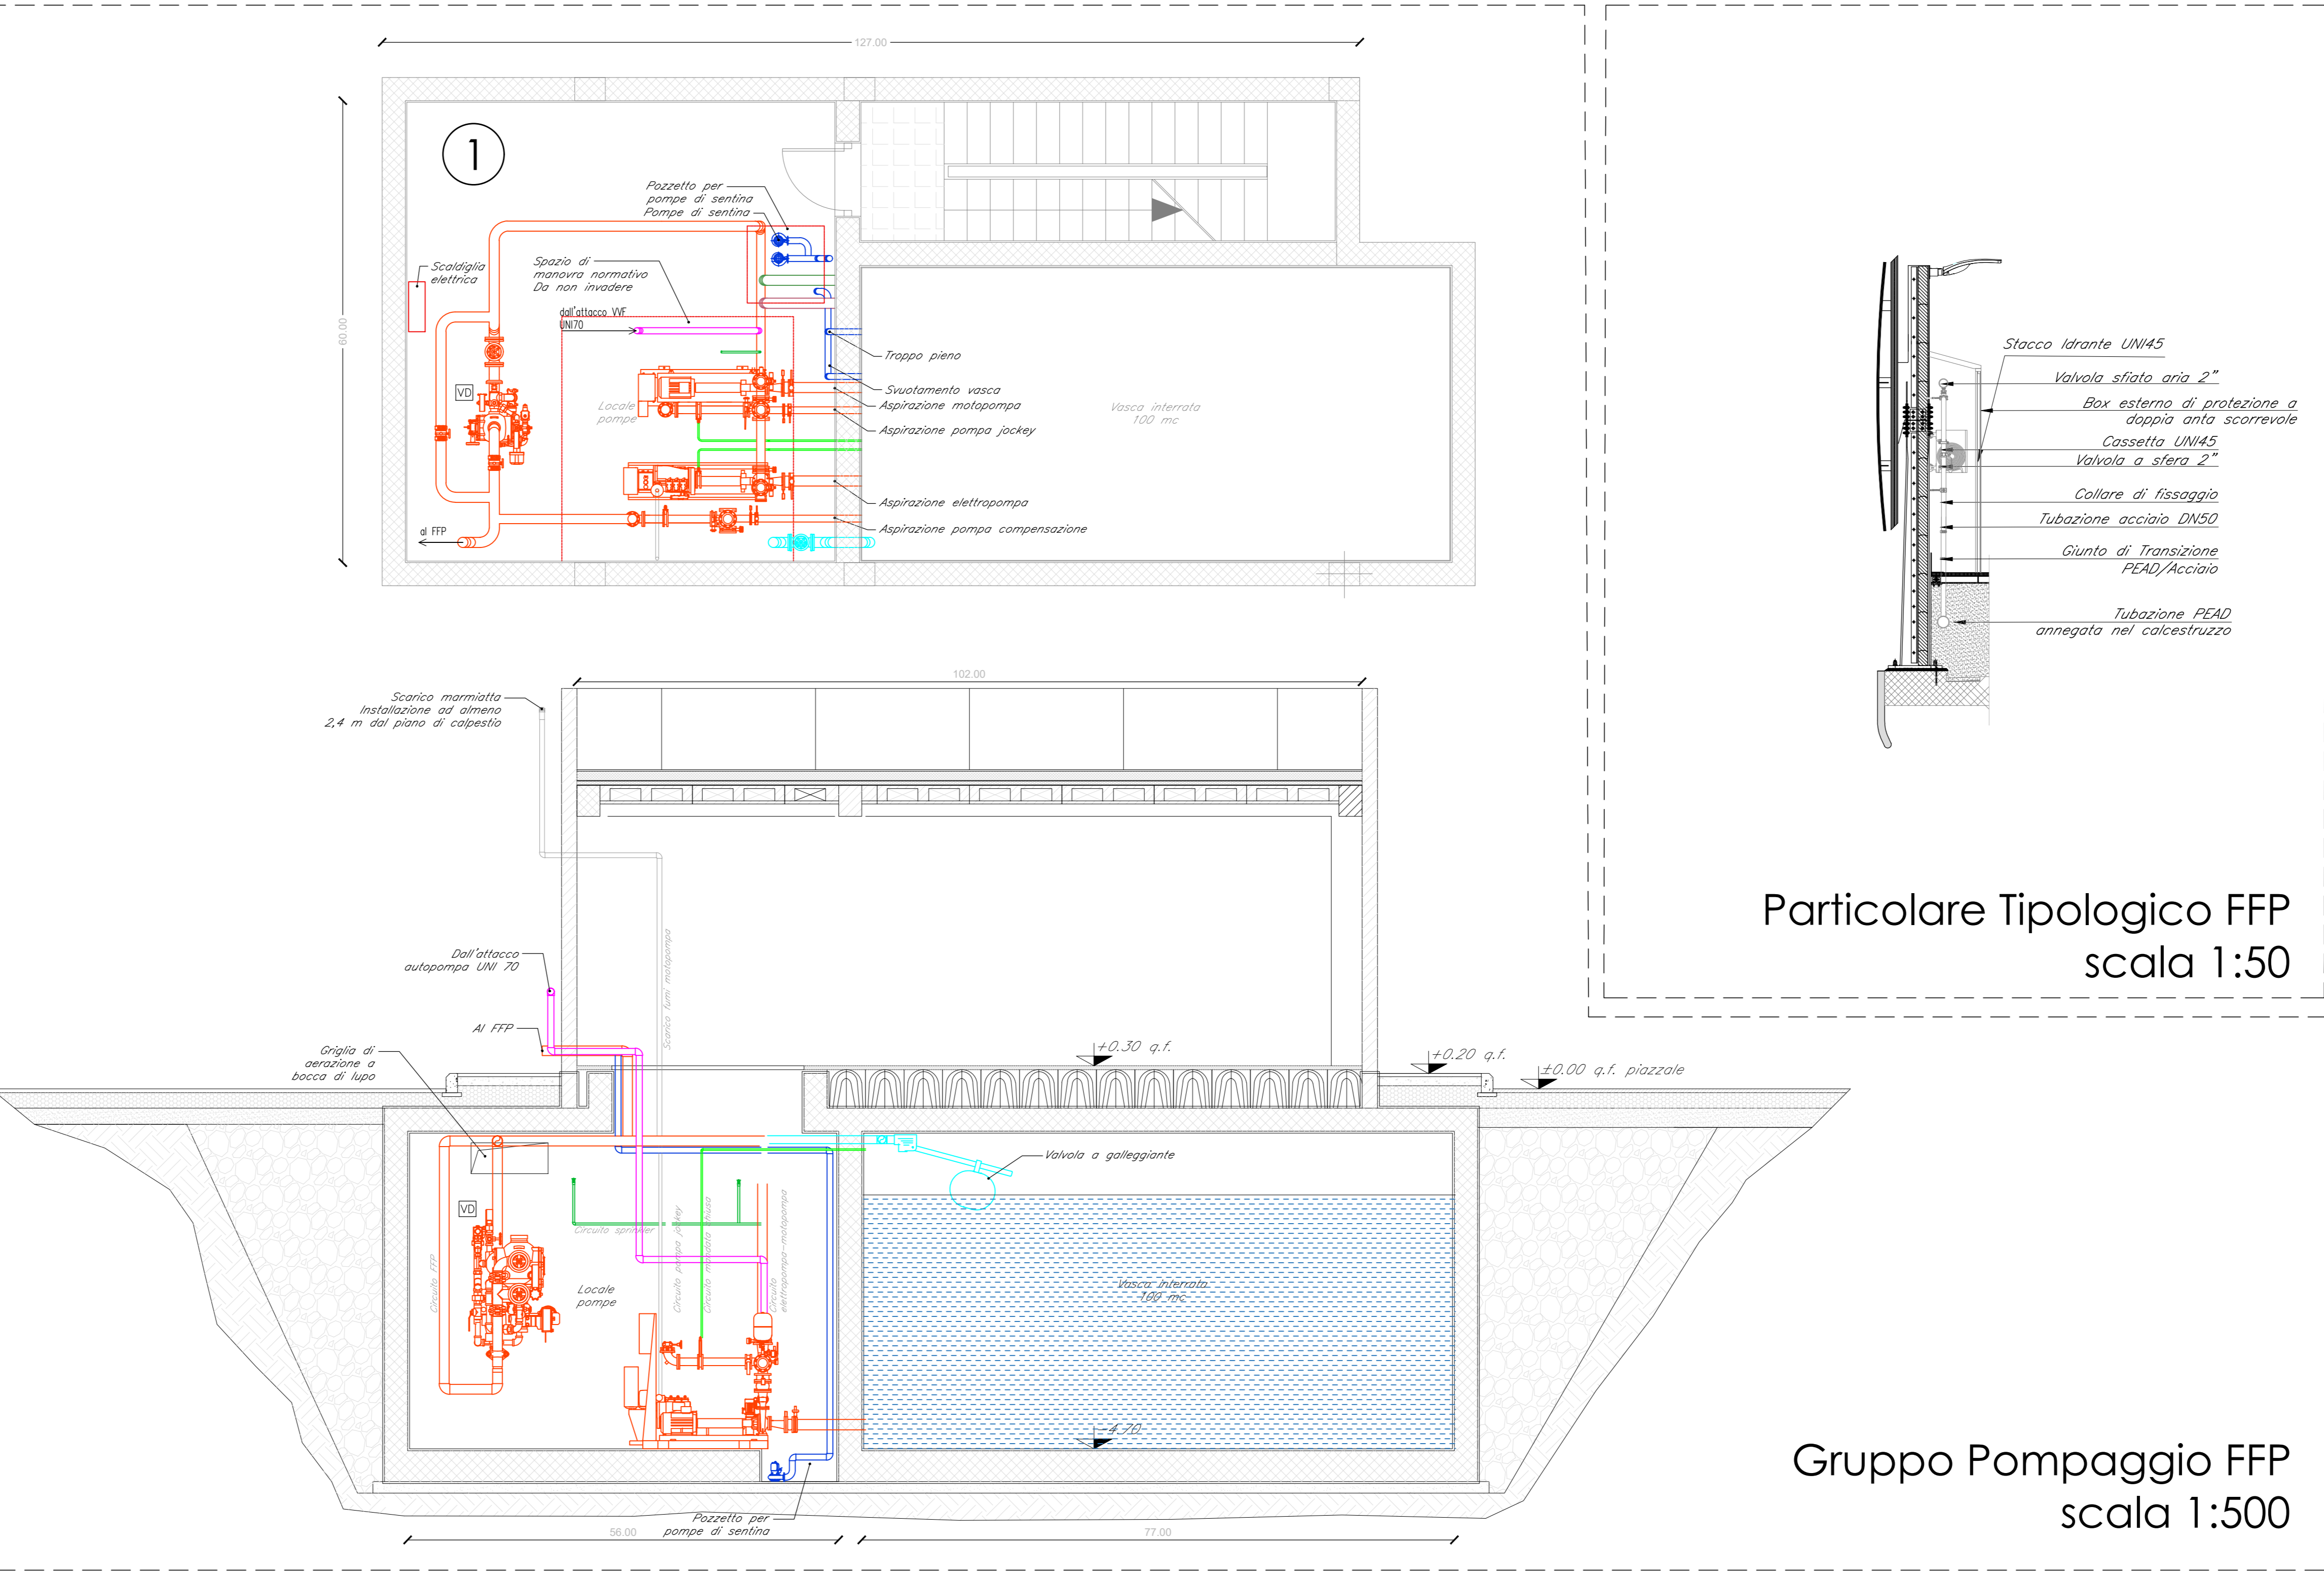 127.00
60.00
1
Pozzetto per
pompe di sentina
Pompe di sentina
Scaldiglia
elettrica
Spazio di
manovra normativo
Da non invadere
dall'attacco VVF
UNI70
VD
Locale
pompe
Troppo pieno
Svuotamento vasca
Aspirazione motopompa
Aspirazione pompa jockey
Vasca interrata
100 mc
Aspirazione elettropompa
Aspirazione pompa compensazione
al FFP
Stacco Idrante UNI45
Valvola sfiato aria 2"
Box esterno di protezione a
doppia anta scorrevole
Cassetta UNI45
Valvola a sfera 2"
Collare di fissaggio
Tubazione acciaio DN50
Giunto di Transizione
PEAD/Acciaio
Tubazione PEAD
annegata nel calcestruzzo
Particolare Tipologico FFP
scala 1:50
102.00
Scarico marmiatta
Installazione ad almeno
2,4 m dal piano di calpestio
Scarico fumi motopompa
Dall'attacco
autopompa UNI 70
Al FFP
Griglia di
aerazione a
bocca di lupo
+0.30 q.f.
+0.20 q.f.
±0.00 q.f. piazzale
Valvola a galleggiante
VD
Circuito sprinkler
Circuito FFP
Circuito pompa jockey
Circuito mandata chiusa
Circuito
elettropompa-motopompa
Locale
pompe
Vasca interrata
100 mc
-4.70
Pozzetto per
pompe di sentina
56.00
77.00
Gruppo Pompaggio FFP
scala 1:500